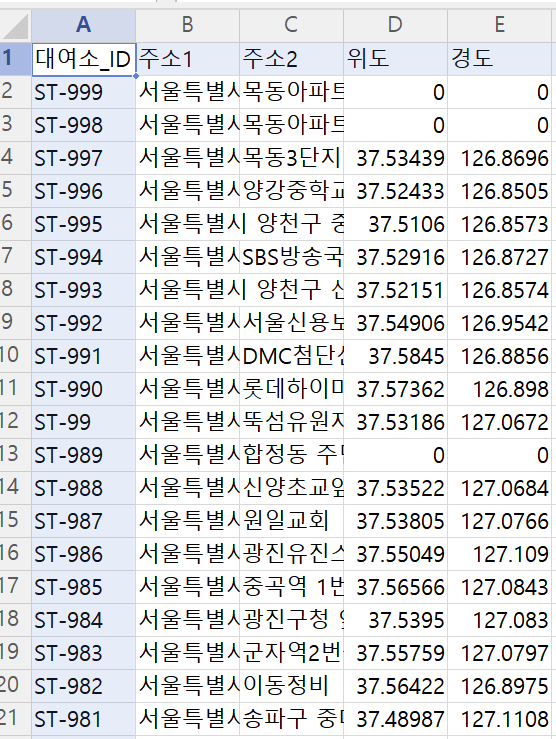 A B C D E
1 대여소_ID 주소1 주소2 위도 경도
2 ST-999 서울특별시 목동아파트 0 0
3 ST-998 서울특별시 목동아파트 0 0
4 ST-997 서울특별시 목동3단지 37.53439 126.8696
5 ST-996 서울특별시 양강중학교 37.52433 126.8505
6 ST-995 서울특별시 양천구 37.5106 126.8573
7 ST-994 서울특별시 SBS방송국 37.52916 126.8727
8 ST-993 서울특별시 양천구 37.52151 126.8574
9 ST-992 서울특별시 서울신용보 37.54906 126.9542
10 ST-991 서울특별시 DMC첨단산 37.5845 126.8856
11 ST-990 서울특별시 롯데하이마 37.57362 126.898
12 ST-99 서울특별시 뚝섬유원지 37.53186 127.0672
13 ST-989 서울특별시 합정동 0 0
14 ST-988 서울특별시 신양초교앞 37.53522 127.0684
15 ST-987 서울특별시 원일교회 37.53805 127.0766
16 ST-986 서울특별시 광진유진스 37.55049 127.109
17 ST-985 서울특별시 중곡역 1번 37.56566 127.0843
18 ST-984 서울특별시 광진구청 37.5395 127.083
19 ST-983 서울특별시 군자역2번 37.55759 127.0797
20 ST-982 서울특별시 이동정비 37.56422 126.8975
21 ST-981 서울특별시 송파구 37.48987 127.1108